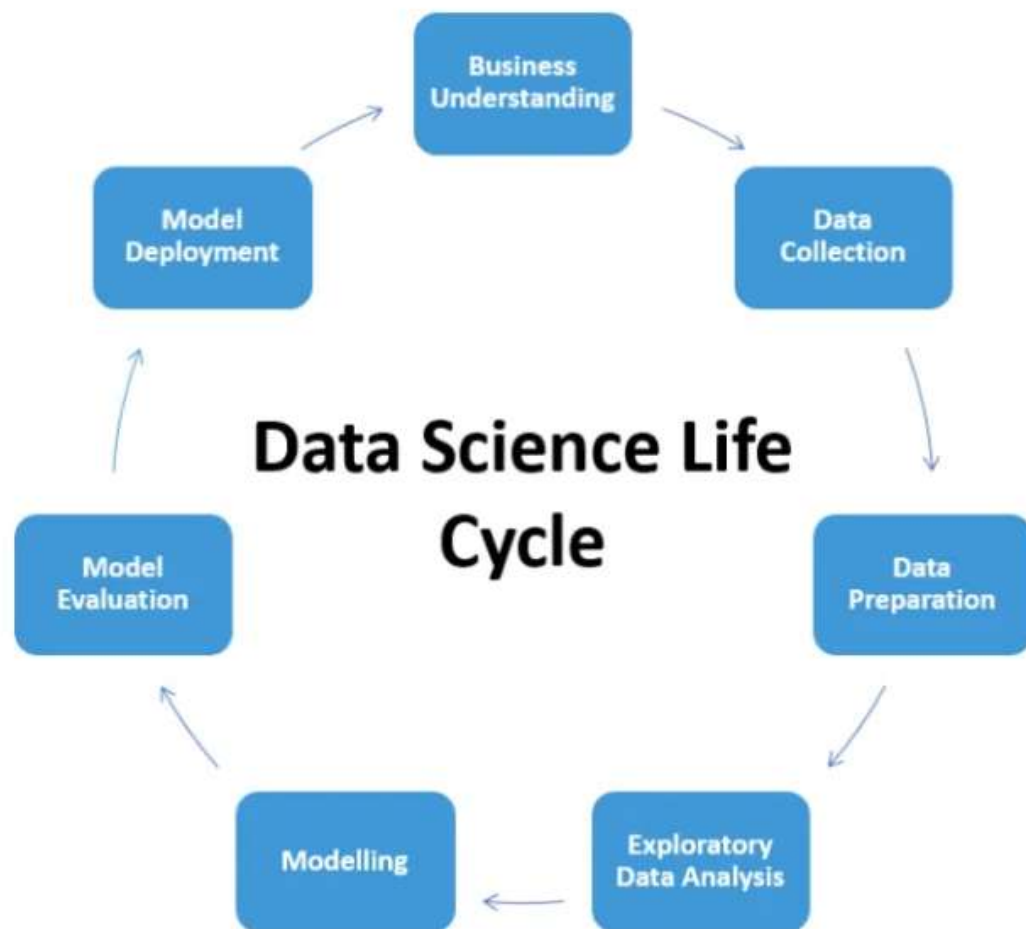 Business
Understanding
Data
Collection
Data
Preparation
Exploratory
Data Analysis
Modelling
Model
Evaluation
Model
Deployment
Data Science Life
Cycle